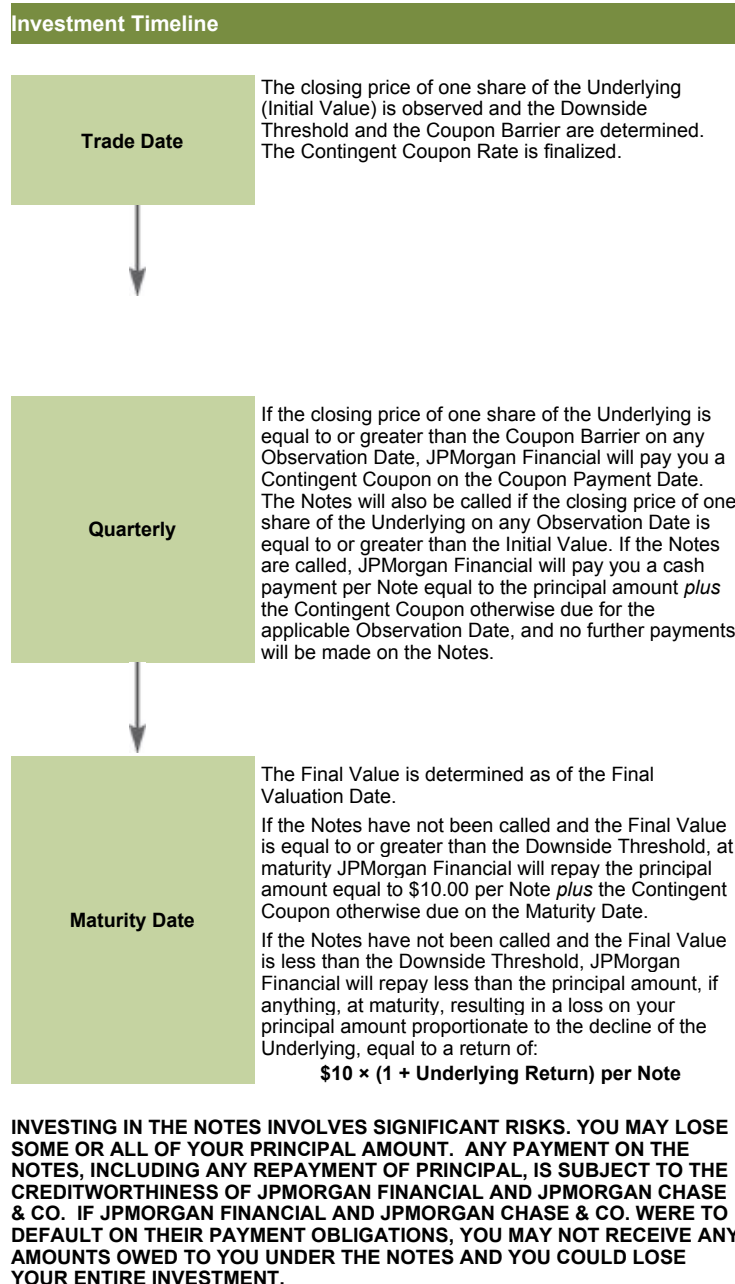 Investment Timeline
Trade Date
The closing price of one share of the Underlying
(Initial Value) is observed and the Downside
Threshold and the Coupon Barrier are determined.
The Contingent Coupon Rate is finalized.
Quarterly
If the closing price of one share of the Underlying is
equal to or greater than the Coupon Barrier on any
Observation Date, JPMorgan Financial will pay you a
Contingent Coupon on the Coupon Payment Date.
The Notes will also be called if the closing price of one
share of the Underlying on any Observation Date is
equal to or greater than the Initial Value. If the Notes
are called, JPMorgan Financial will pay you a cash
payment per Note equal to the principal amount plus
the Contingent Coupon otherwise due for the
applicable Observation Date, and no further payments
will be made on the Notes.
Maturity Date
The Final Value is determined as of the Final
Valuation Date.
If the Notes have not been called and the Final Value
is equal to or greater than the Downside Threshold, at
maturity JPMorgan Financial will repay the principal
amount equal to $10.00 per Note plus the Contingent
Coupon otherwise due on the Maturity Date.
If the Notes have not been called and the Final Value
is less than the Downside Threshold, JPMorgan
Financial will repay less than the principal amount, if
anything, at maturity, resulting in a loss on your
principal amount proportionate to the decline of the
Underlying, equal to a return of:
$10 × (1 + Underlying Return) per Note
INVESTING IN THE NOTES INVOLVES SIGNIFICANT RISKS. YOU MAY LOSE
SOME OR ALL OF YOUR PRINCIPAL AMOUNT. ANY PAYMENT ON THE
NOTES, INCLUDING ANY REPAYMENT OF PRINCIPAL, IS SUBJECT TO THE
CREDITWORTHINESS OF JPMORGAN FINANCIAL AND JPMORGAN CHASE
& CO. IF JPMORGAN FINANCIAL AND JPMORGAN CHASE & CO. WERE TO
DEFAULT ON THEIR PAYMENT OBLIGATIONS, YOU MAY NOT RECEIVE ANY
AMOUNTS OWED TO YOU UNDER THE NOTES AND YOU COULD LOSE
YOUR ENTIRE INVESTMENT.